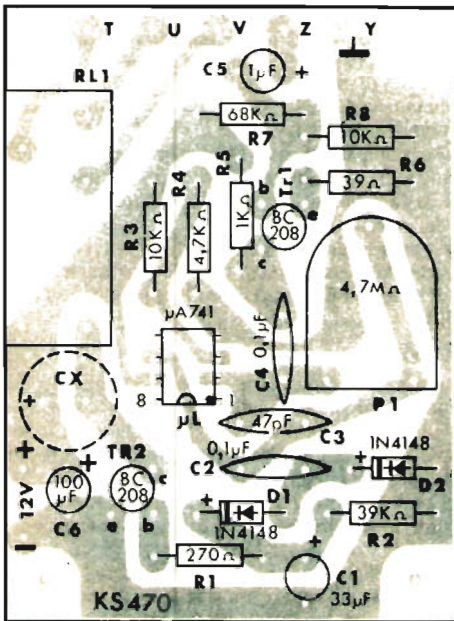 T U V Z Y
RL1
C5
1µF
+
68KΩ
R7
R8
10KΩ
R6
39Ω
R5
b
Tr1
R4
R3
10KΩ
4,7KΩ
1KΩ
BC
208
e
c
4,7MΩ
µA741
0,1µF
C4
8
1
µL
P1
CX
+
47pF
C3
TR2
0,1µF
C2
1N4148
+
D2
+
12V
+
100
µF
C6
BC
208
c
e
b
+
D1
1N4148
39KΩ
R2
270Ω
R1
+
C1
33µF
KS470